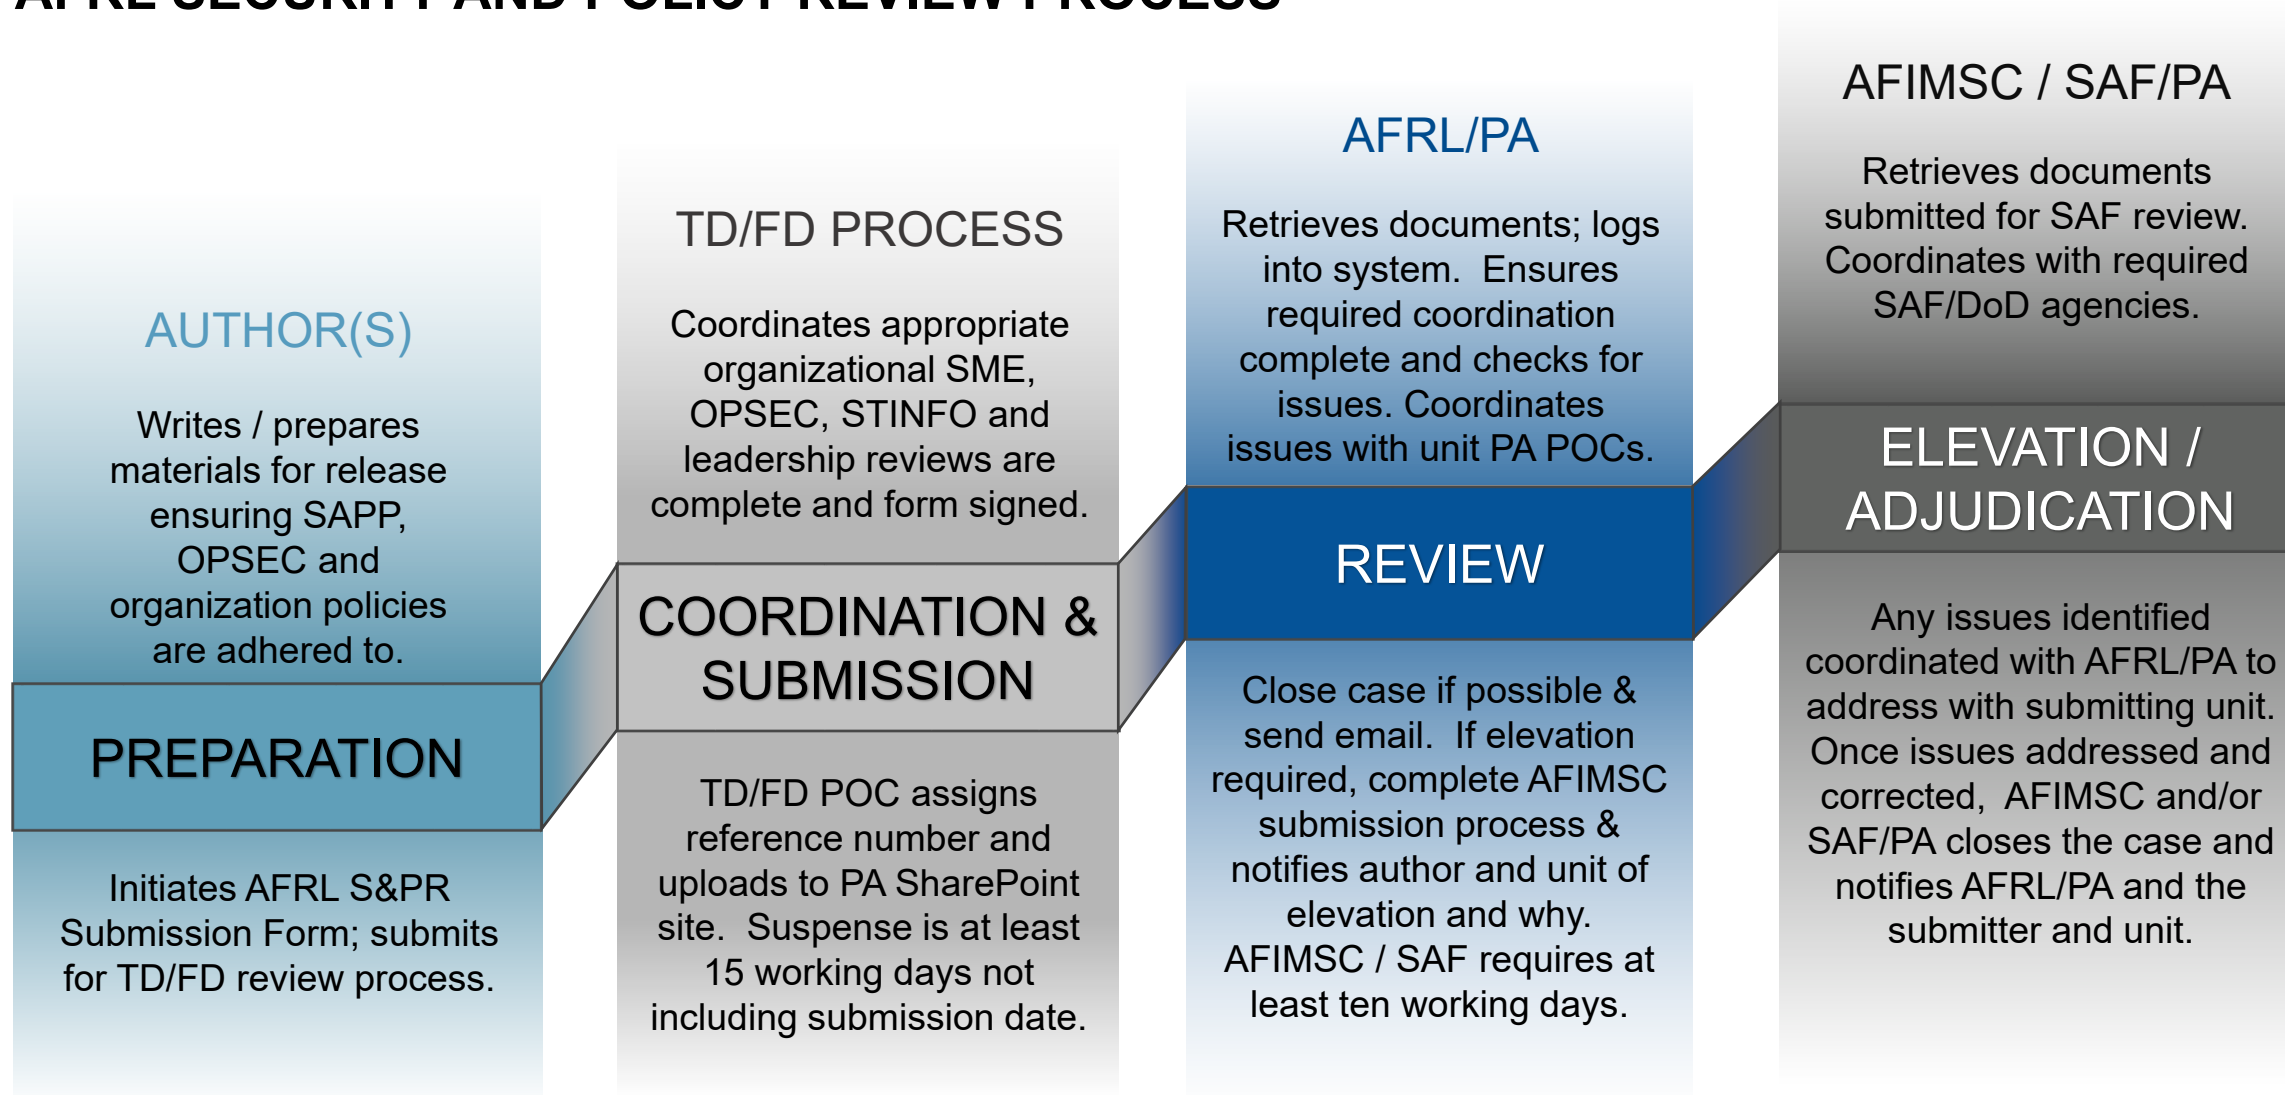 AFRL SECURITY AND POLICY REVIEW PROCESS
AUTHOR(S)
Writes / prepares
materials for release
ensuring SAPP,
OPSEC and
organization policies
are adhered to.
PREPARATION
Initiates AFRL S&PR
Submission Form; submits
for TD/FD review process.
TD/FD PROCESS
Coordinates appropriate
organizational SME,
OPSEC, STINFO and
leadership reviews are
complete and form signed.
COORDINATION &
SUBMISSION
TD/FD POC assigns
reference number and
uploads to PA SharePoint
site.  Suspense is at least
15 working days not
including submission date.
AFRL/PA
Retrieves documents; logs
into system.  Ensures
required coordination
complete and checks for
issues. Coordinates
issues with unit PA POCs.
REVIEW
Close case if possible &
send email.  If elevation
required, complete AFIMSC
submission process &
notifies author and unit of
elevation and why.
AFIMSC / SAF requires at
least ten working days.
AFIMSC / SAF/PA
Retrieves documents
submitted for SAF review.
Coordinates with required
SAF/DoD agencies.
ELEVATION /
ADJUDICATION
Any issues identified
coordinated with AFRL/PA to
address with submitting unit.
Once issues addressed and
corrected,  AFIMSC and/or
SAF/PA closes the case and
notifies AFRL/PA and the
submitter and unit.